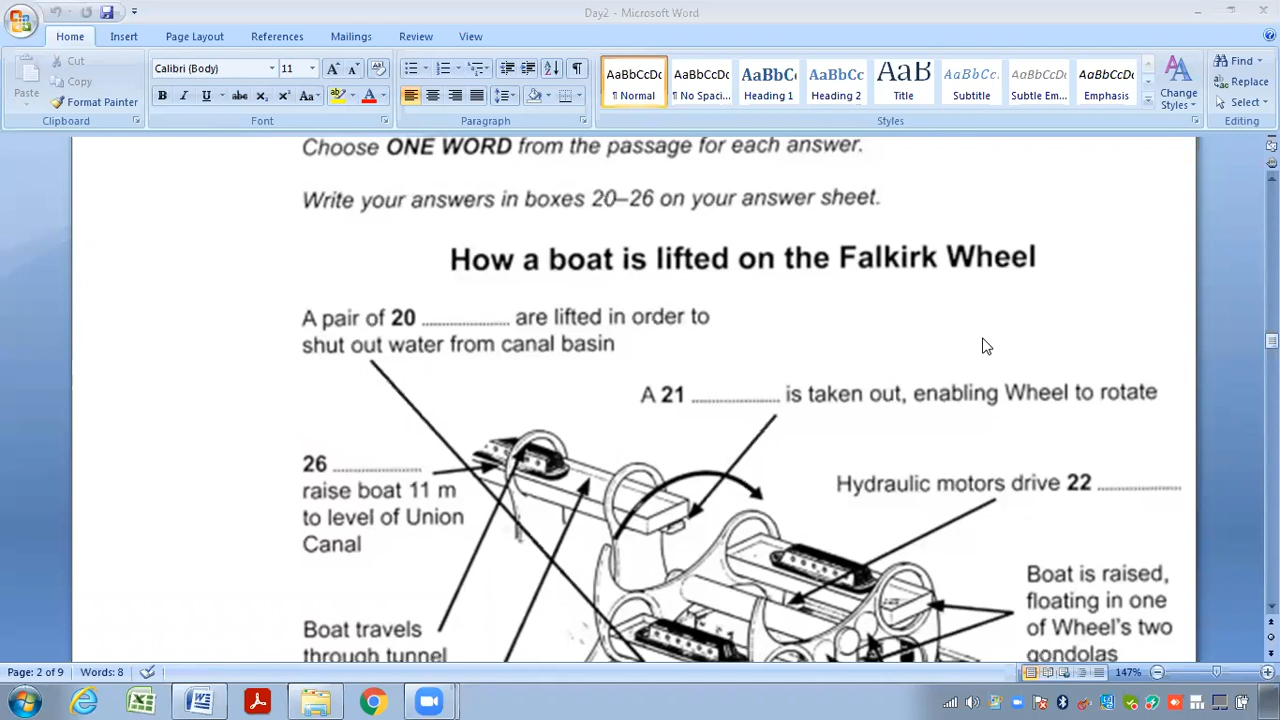 Day2 - Microsoft Word
Home Insert Page Layout References Mailings Review View
Paste
Cut
Copy
Format Painter
Clipboard
Calibri (Body) 11
Font
Paragraph
AaBbCcDc AaBbCcDc AaBbC AaBbCc AaB AaBbCc. AaBbCcDc AaBbCcDc
¶ Normal ¶ No Spaci... Heading 1 Heading 2 Title Subtitle Subtle Em... Emphasis
Styles
Change Styles
Find
Replace
Select
Editing
Choose ONE WORD from the passage for each answer.
Write your answers in boxes 20–26 on your answer sheet.
How a boat is lifted on the Falkirk Wheel
A pair of 20 .................. are lifted in order to
shut out water from canal basin
A 21 .................. is taken out, enabling Wheel to rotate
26 ..................
raise boat 11 m
to level of Union
Canal
Hydraulic motors drive 22 ..................
Boat is raised,
floating in one
of Wheel's two
gondolas
Boat travels
through tunnel
Page: 2 of 9 Words: 8 147%